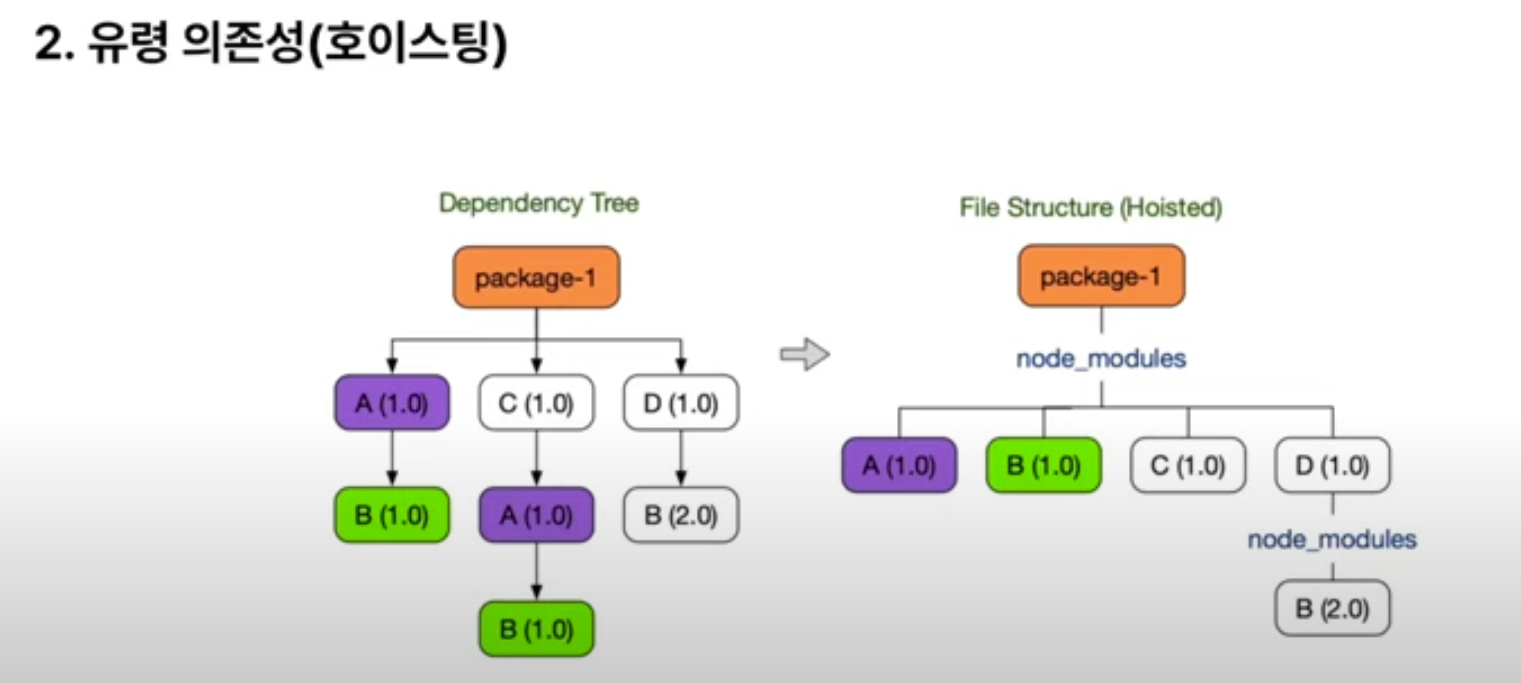 2. 유령 의존성(호이스팅)
Dependency Tree
package-1
A (1.0)
C (1.0)
D (1.0)
B (1.0)
A (1.0)
B (2.0)
B (1.0)
File Structure (Hoisted)
package-1
node_modules
A (1.0)
B (1.0)
C (1.0)
D (1.0)
node_modules
B (2.0)